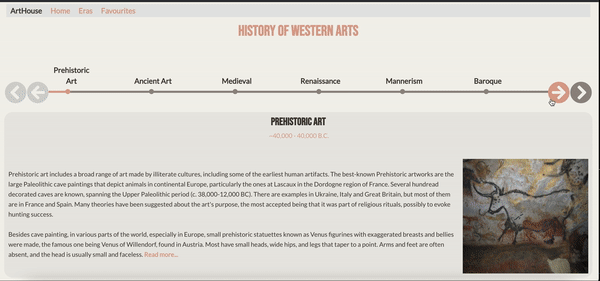 ArtHouse Home Eras Favourites
HISTORY OF WESTERN ARTS
Prehistoric
Art Ancient Art Medieval Renaissance Mannerism Baroque
PREHISTORIC ART
~40,000 - 40,000 B.C.
Prehistoric art includes a broad range of art made by illiterate cultures, including some of the earliest human artifacts. The best-known Prehistoric artworks are the
large Paleolithic cave paintings that depict animals in continental Europe, particularly the ones at Lascaux in the Dordogne region of France. Several hundred
decorated caves are known, spanning the Upper Paleolithic period (c. 38,000–12,000 BC). There are examples in Ukraine, Italy and Great Britain, but most of them
are in France and Spain. Many theories have been suggested about the art's purpose, the most accepted being that it was part of religious rituals, possibly to evoke
hunting success.
Besides cave painting, in various parts of the world, especially in Europe, small prehistoric statuettes known as Venus figurines with exaggerated breasts and bellies
were made, the famous one being Venus of Willendorf, found in Austria. Most have small heads, wide hips, and legs that taper to a point. Arms and feet are often
absent, and the head is usually small and faceless. Read more...